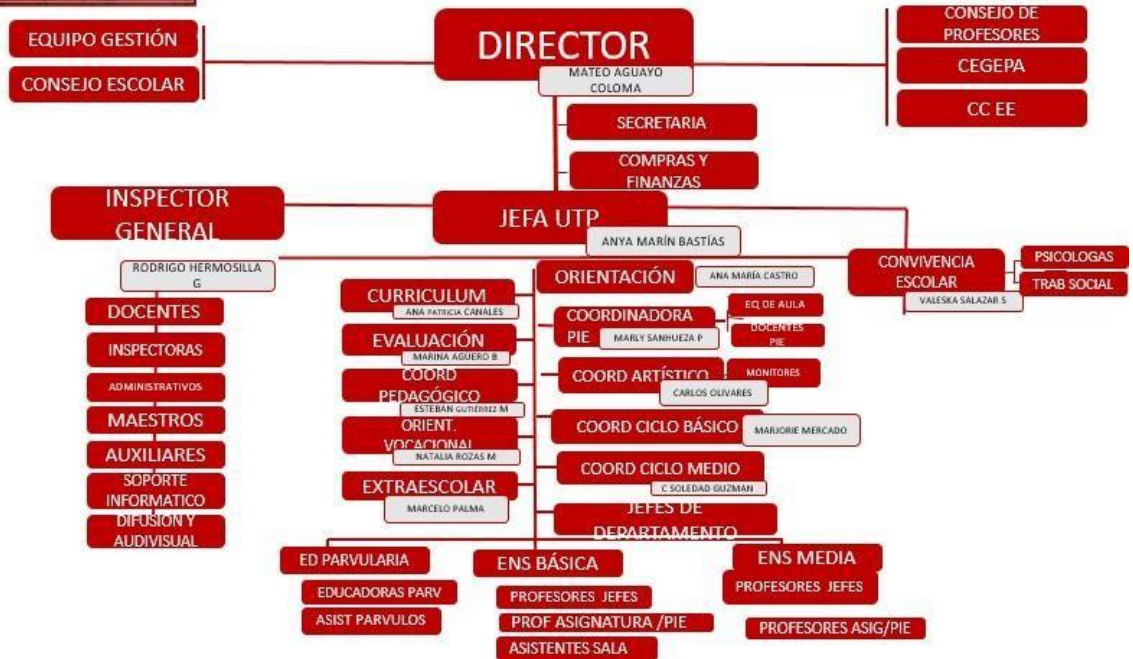 EQUIPO GESTIÓN
CONSEJO ESCOLAR
DIRECTOR
MATEO AGUAYO
COLOMA
CONSEJO DE
PROFESORES
CEGEPA
CC EE
SECRETARIA
COMPRAS Y
FINANZAS
INSPECTOR
GENERAL
RODRIGO HERMOSILLA
G
JEFA UTP
ANYA MARÍN BASTÍAS
CONVIVENCIA
ESCOLAR
VALESKA SALAZAR S
PSICOLOGAS
TRAB SOCIAL
DOCENTES
INSPECTORAS
ADMINISTRATIVOS
MAESTROS
AUXILIARES
SOPORTE
INFORMATICO
DIFUSION Y
AUDIVISUAL
CURRICULUM
ANA PATRICIA CANALES
EVALUACIÓN
MARINA AGÜERO B
COORD
PEDAGÓGICO
ESTEBAN GUTIÉRREZ M
ORIENT.
VOCACIONAL
NATALIA ROZAS M
EXTRAESCOLAR
MARCELO PALMA
ORIENTACIÓN
ANA MARÍA CASTRO
COORDINADORA
PIE
MARLY SANHUEZA P
EQ DE AULA
DOCENTES
PIE
COORD ARTÍSTICO
CARLOS OLIVARES
MONITORES
COORD CICLO BÁSICO
MARJORIE MERCADO
COORD CICLO MEDIO
C SOLEDAD GUZMAN
JEFES DE
DEPARTAMENTO
ED PARVULARIA
EDUCADORAS PARV
ASIST PARVULOS
ENS BÁSICA
PROFESORES JEFES
PROF ASIGNATURA /PIE
ASISTENTES SALA
ENS MEDIA
PROFESORES JEFES
PROFESORES ASIG/PIE